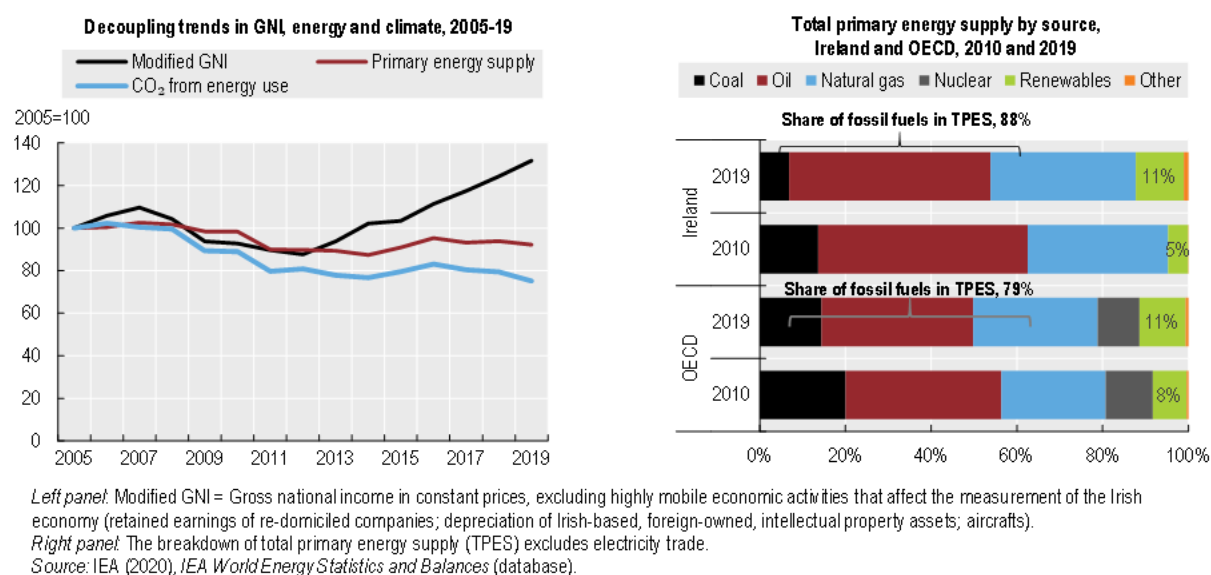 Decoupling trends in GNI, energy and climate, 2005-19
Modified GNI
Primary energy supply
CO₂ from energy use
2005=100
140
120
100
80
60
40
20
0
2005
2007
2009
2011
2013
2015
2017
2019
Total primary energy supply by source,
Ireland and OECD, 2010 and 2019
Coal
Oil
Natural gas
Nuclear
Renewables
Other
Share of fossil fuels in TPES, 88%
Ireland
2019
11%
2010
5%
Share of fossil fuels in TPES, 79%
OECD
2019
11%
2010
8%
0%
20%
40%
60%
80%
100%
Left panel: Modified GNI = Gross national income in constant prices, excluding highly mobile economic activities that affect the measurement of the Irish
economy (retained earnings of re-domiciled companies; depreciation of Irish-based, foreign-owned, intellectual property assets; aircrafts).
Right panel: The breakdown of total primary energy supply (TPES) excludes electricity trade.
Source: IEA (2020), IEA World Energy Statistics and Balances (database).